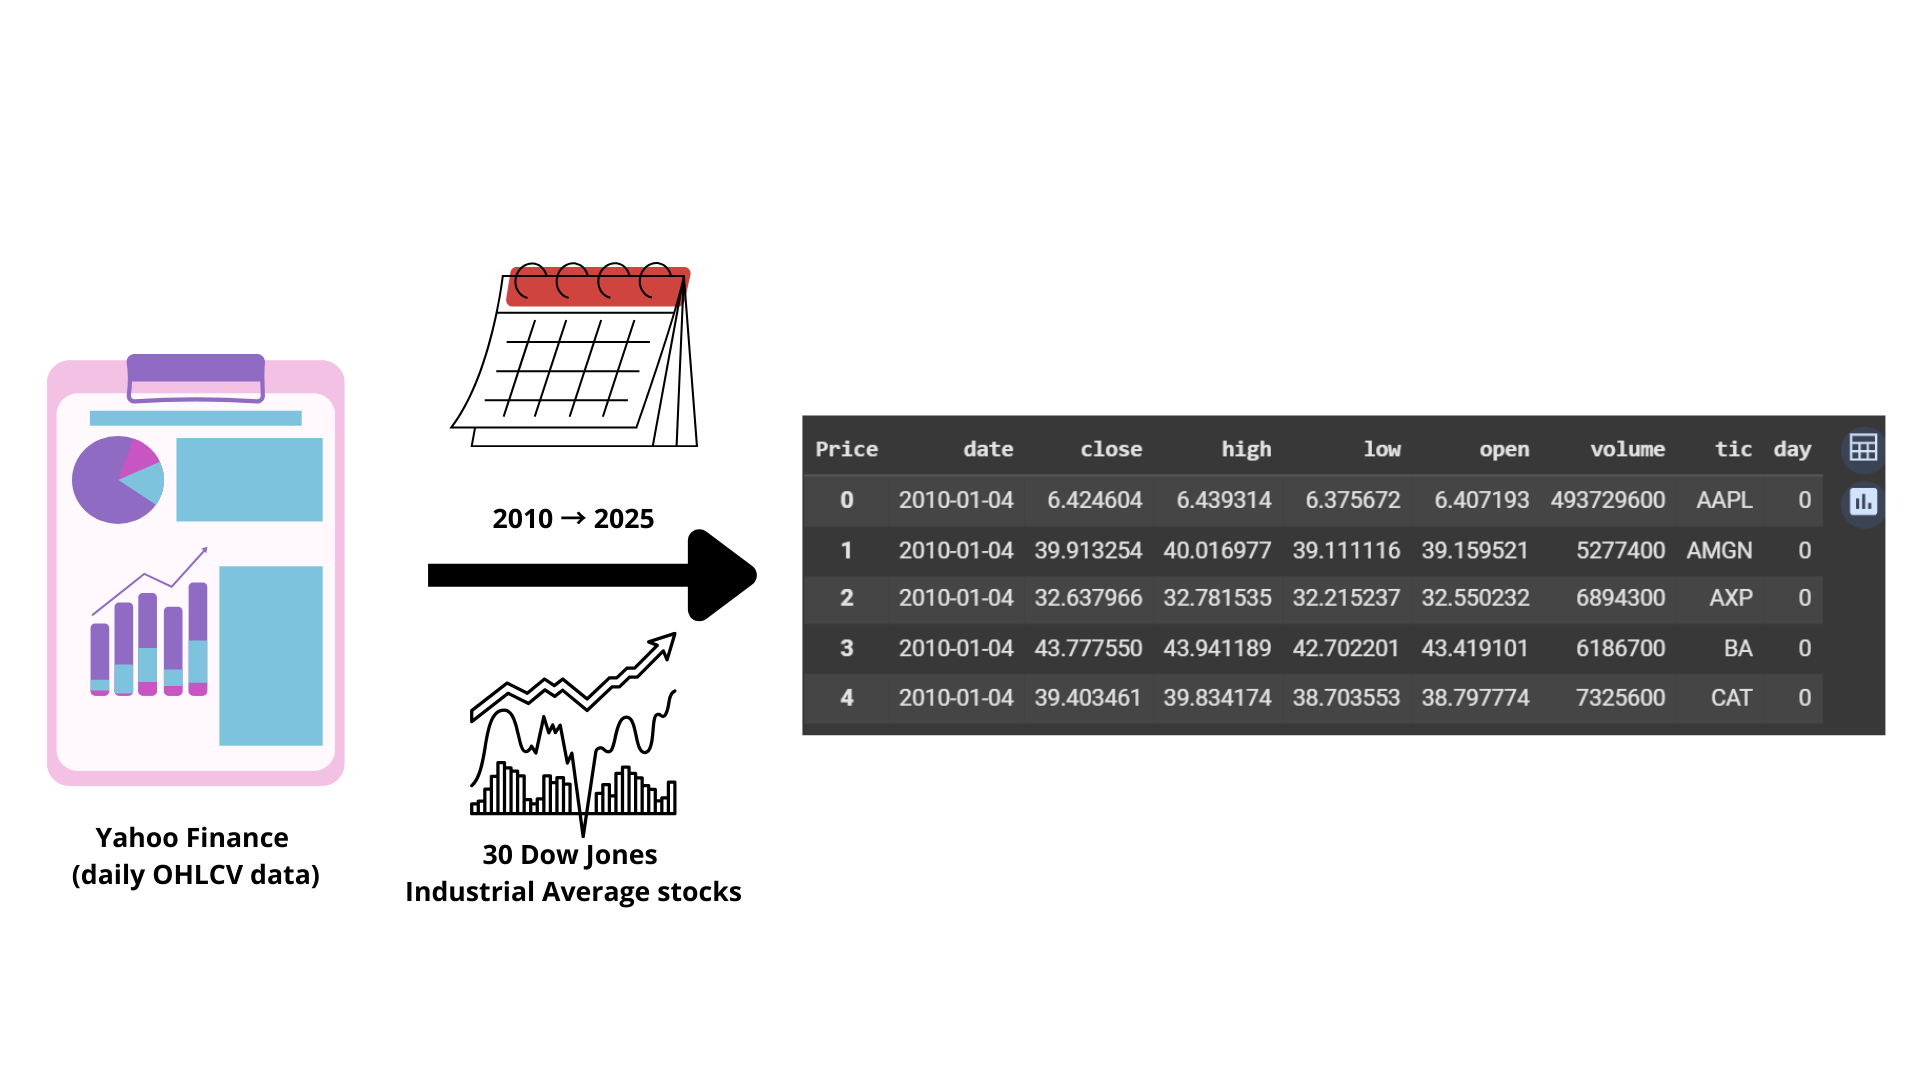 Yahoo Finance
(daily OHLCV data)
2010 → 2025
30 Dow Jones
Industrial Average stocks
Price date close high low open volume tic day
0 2010-01-04 6.424604 6.439314 6.375672 6.407193 493729600 AAPL 0
1 2010-01-04 39.913254 40.016977 39.111116 39.159521 5277400 AMGN 0
2 2010-01-04 32.637966 32.781535 32.215237 32.550232 6894300 AXP 0
3 2010-01-04 43.777550 43.941189 42.702201 43.419101 6186700 BA 0
4 2010-01-04 39.403461 39.834174 38.703553 38.797774 7325600 CAT 0